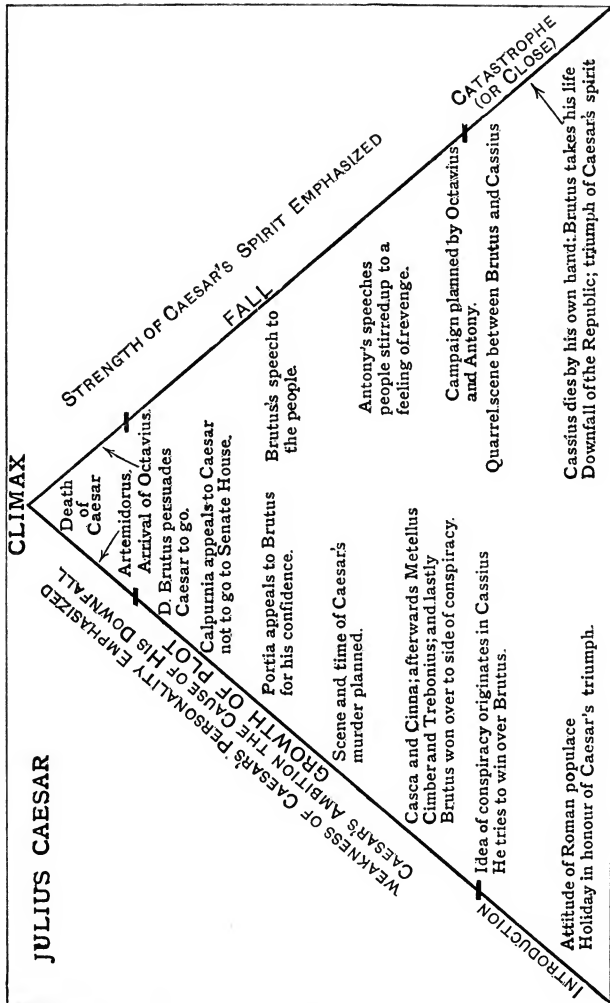 JULIUS CAESAR
CLIMAX
Death
of
Caesar
Artemidorus.
Arrival of Octavius.
D. Brutus persuades
Caesar to go.
Calpurnia appeals to Caesar
not to go to Senate House.
Portia appeals to Brutus
for his confidence.
Scene and time of Caesar's
murder planned.
Casca and Cinna; afterwards Metellus
Cimber and Trebonius; and lastly
Brutus won over to side of conspiracy.
Idea of conspiracy originates in Cassius
He tries to win over Brutus.
Attitude of Roman populace
Holiday in honour of Caesar's triumph.
INTRODUCTION
WEAKNESS OF CAESAR'S PERSONALITY EMPHASIZED
CAESAR'S AMBITION THE CAUSE OF HIS DOWNFALL
GROWTH OF PLOT
STRENGTH OF CAESAR'S SPIRIT EMPHASIZED
FALL
Brutus's speech to
the people.
Antony's speeches
people stirred up to a
feeling of revenge.
Campaign planned by Octavius
and Antony.
Quarrel scene between Brutus and Cassius
CATASTROPHE
(OR CLOSE)
Cassius dies by his own hand: Brutus takes his life
Downfall of the Republic; triumph of Caesar's spirit